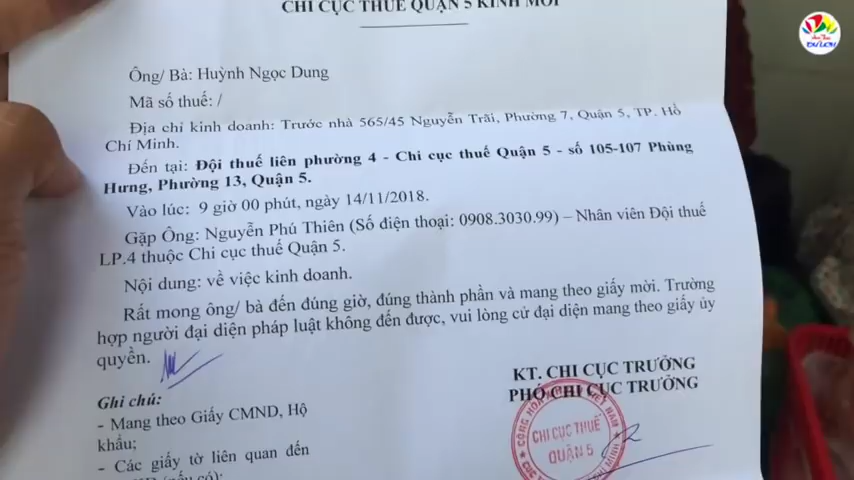 CHI CỤC THUẾ QUẬN 5 KÍNH MỜI
Ông/ Bà: Huỳnh Ngọc Dung
Mã số thuế: /
Địa chỉ kinh doanh: Trước nhà 565/45 Nguyễn Trãi, Phường 7, Quận 5, TP. Hồ
Chí Minh.
Đến tại: Đội thuế liên phường 4 - Chi cục thuế Quận 5 - số 105-107 Phùng
Hưng, Phường 13, Quận 5.
Vào lúc: 9 giờ 00 phút, ngày 14/11/2018.
Gặp Ông: Nguyễn Phú Thiên (Số điện thoại: 0908.3030.99) – Nhân viên Đội thuế
LP.4 thuộc Chi cục thuế Quận 5.
Nội dung: về việc kinh doanh.
Rất mong ông/ bà đến đúng giờ, đúng thành phần và mang theo giấy mời. Trường
hợp người đại diện pháp luật không đến được, vui lòng cử đại diện mang theo giấy ủy
quyền.
KT. CHI CỤC TRƯỞNG
PHÓ CHI CỤC TRƯỞNG
Ghi chú:
- Mang theo Giấy CMND, Hộ
khẩu;
- Các giấy tờ liên quan đến
(nếu có);
CHI CỤC THUẾ
QUẬN 5